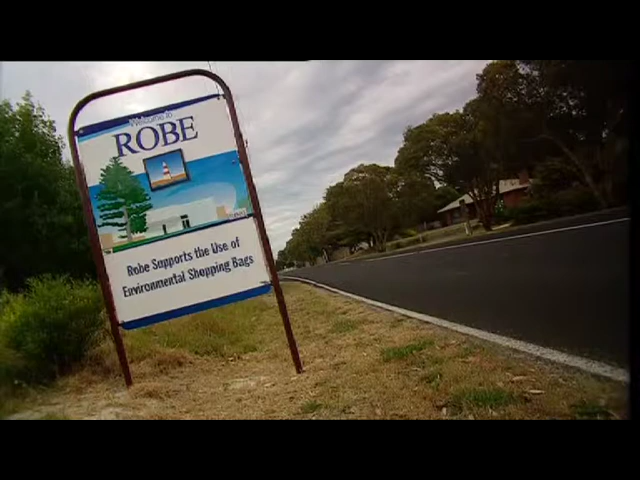 Welcome to
ROBE
Robe Supports the Use of
Environmental Shopping Bags